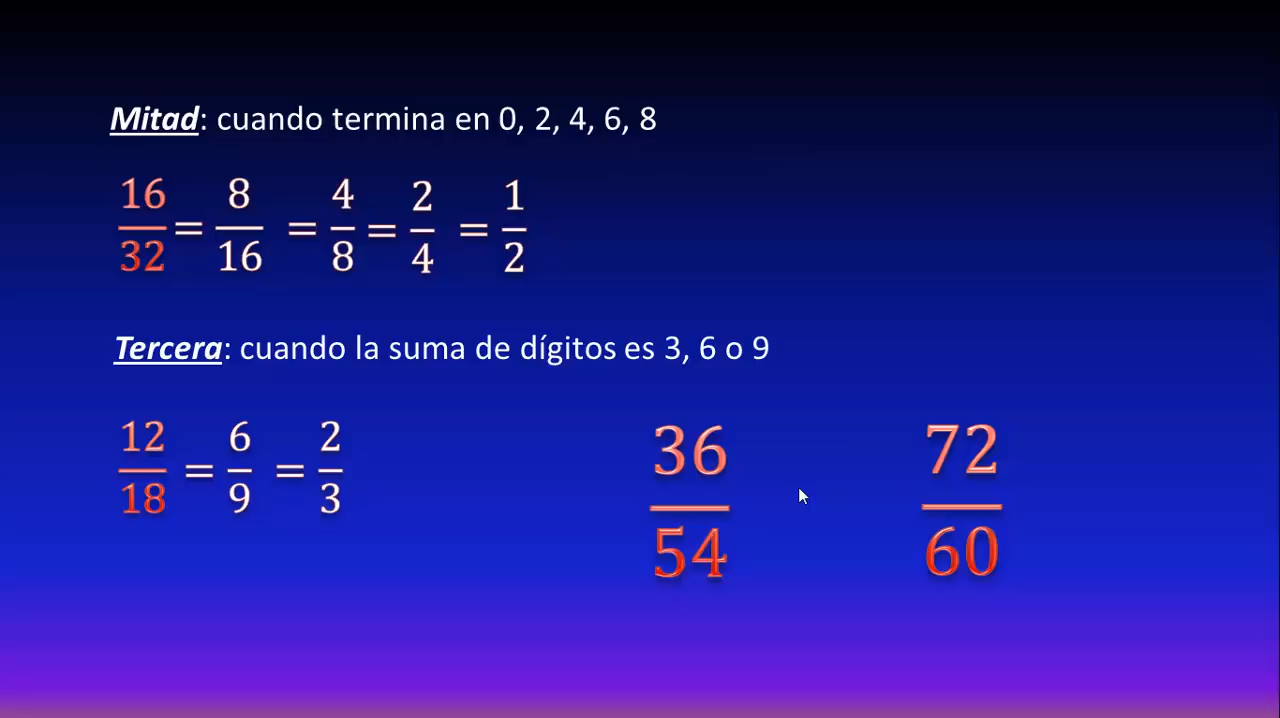 Mitad: cuando termina en 0, 2, 4, 6, 8
16/32 = 8/16 = 4/8 = 2/4 = 1/2
Tercera: cuando la suma de dígitos es 3, 6 o 9
12/18 = 6/9 = 2/3 36/54 72/60